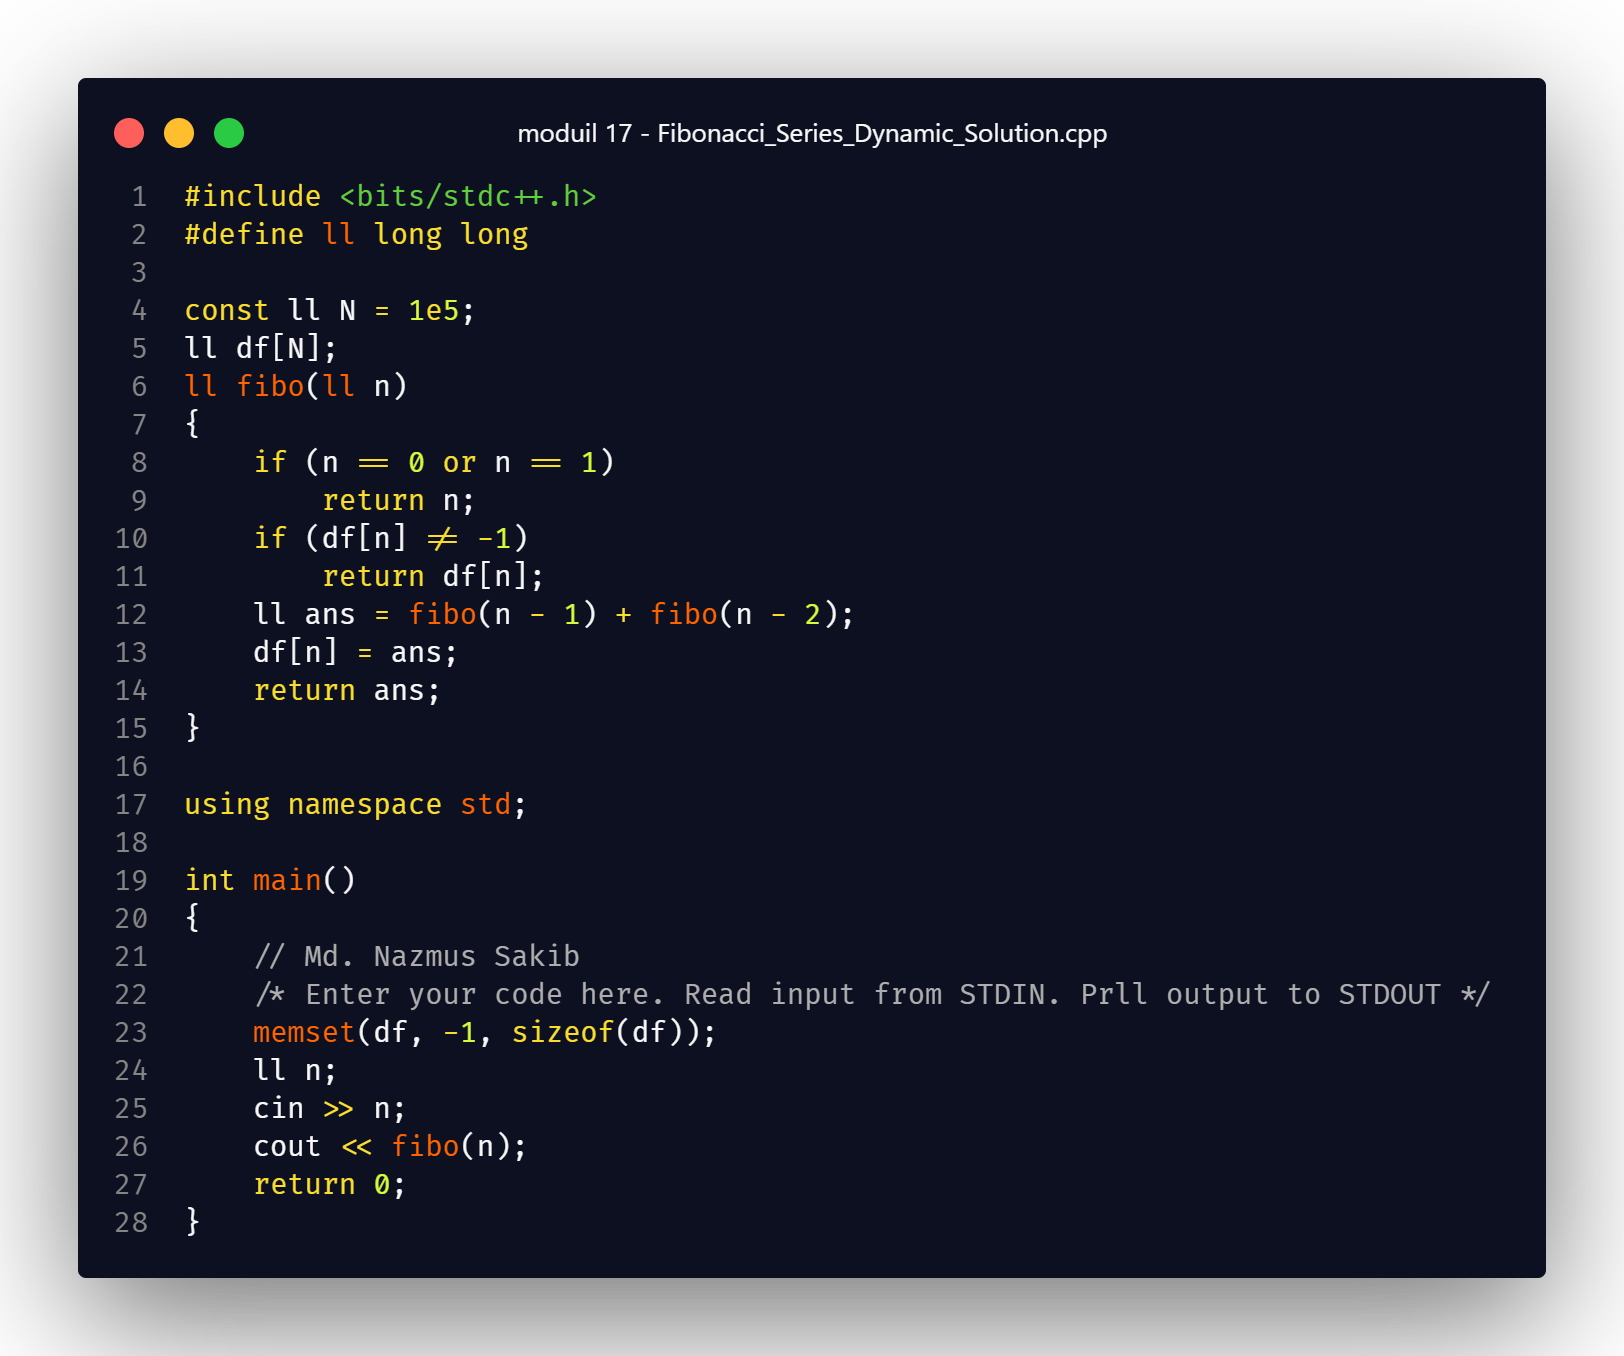 moduil 17 - Fibonacci_Series_Dynamic_Solution.cpp
1 #include <bits/stdc++.h>
2 #define ll long long
3
4 const ll N = 1e5;
5 ll df[N];
6 ll fibo(ll n)
7 {
8     if (n == 0 or n == 1)
9         return n;
10     if (df[n] != -1)
11         return df[n];
12     ll ans = fibo(n - 1) + fibo(n - 2);
13     df[n] = ans;
14     return ans;
15 }
16
17 using namespace std;
18
19 int main()
20 {
21     // Md. Nazmus Sakib
22     /* Enter your code here. Read input from STDIN. Prll output to STDOUT */
23     memset(df, -1, sizeof(df));
24     ll n;
25     cin >> n;
26     cout << fibo(n);
27     return 0;
28 }